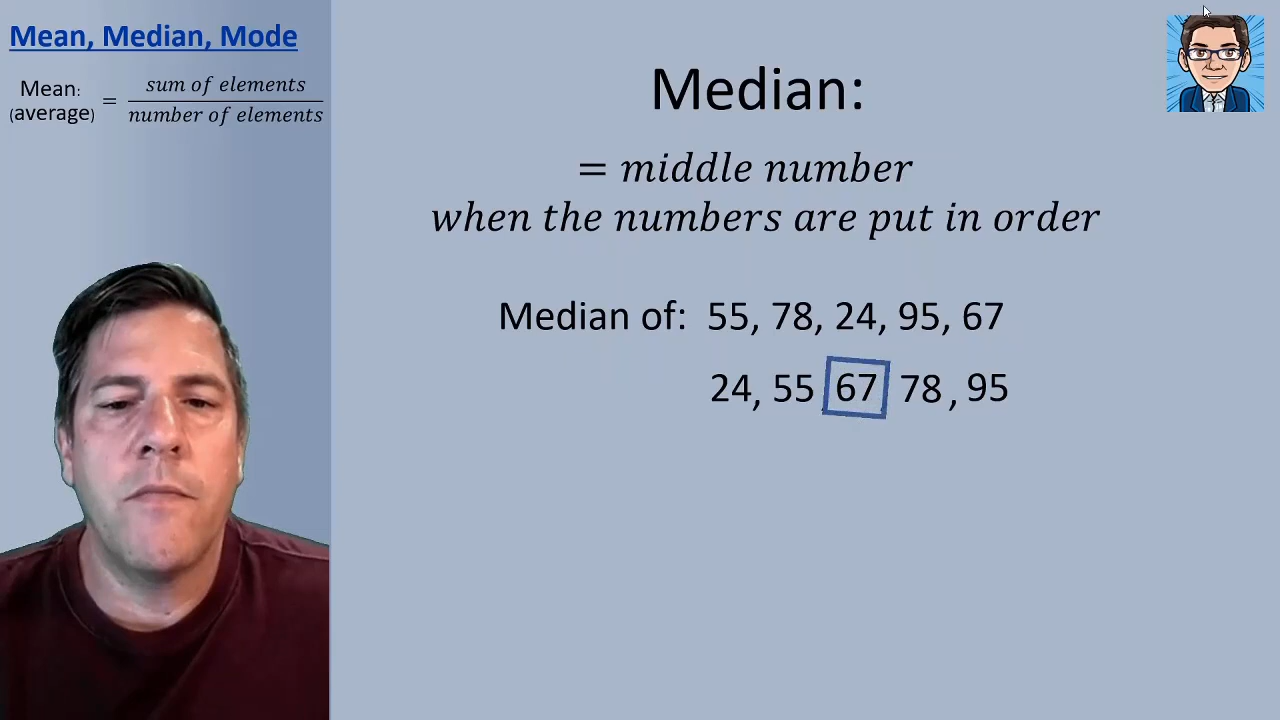 Mean, Median, Mode
Mean: (average) = sum of elements / number of elements
Median:
= middle number
when the numbers are put in order
Median of: 55, 78, 24, 95, 67
24, 55 67 78 , 95